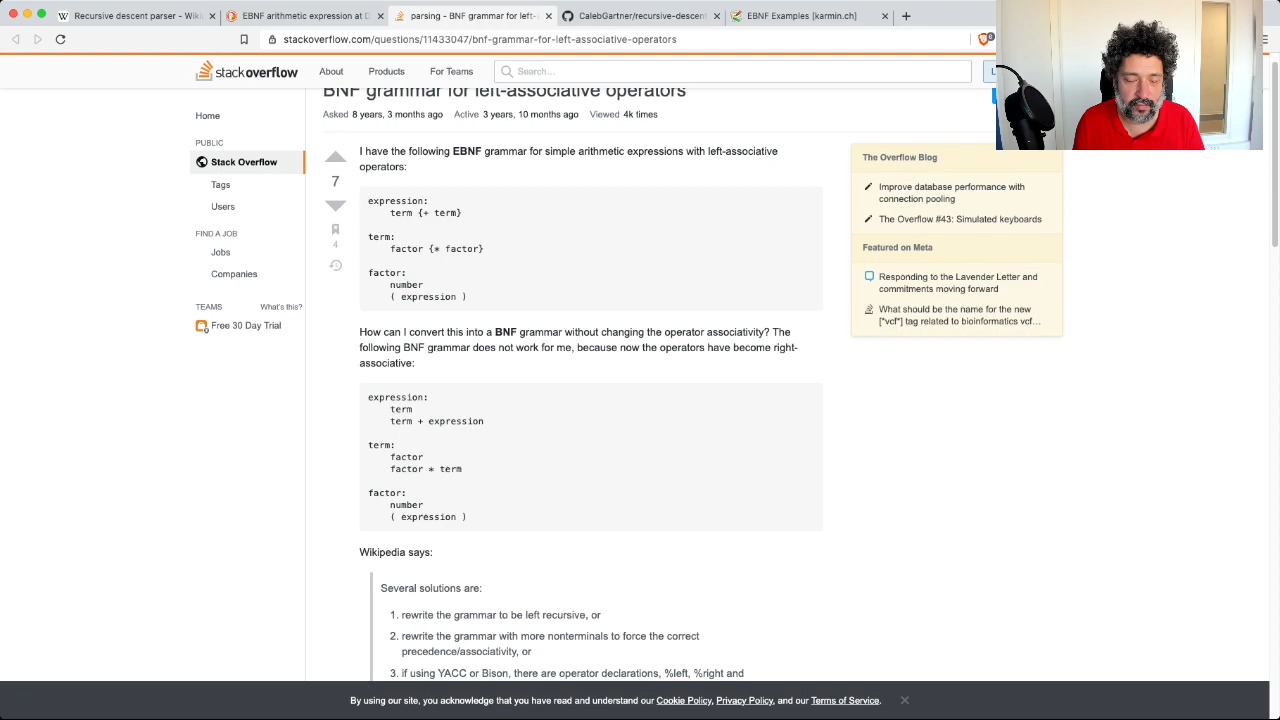 Recursive descent parser - Wiki
EBNF arithmetic expression at D
parsing - BNF grammar for left-
CalebGartner/recursive-descent
EBNF Examples [karmin.ch]
stackoverflow.com/questions/11433047/bnf-grammar-for-left-associative-operators
stackoverflow
About
Products
For Teams
Search...
BNF grammar for left-associative operators
Asked 8 years, 3 months ago Active 3 years, 10 months ago Viewed 4k times
Home
PUBLIC
Stack Overflow
Tags
Users
FIND A JOB
Jobs
Companies
TEAMS What's this?
Free 30 Day Trial
7
4
I have the following EBNF grammar for simple arithmetic expressions with left-associative
operators:
expression:
term {+ term}
term:
factor {* factor}
factor:
number
( expression )
How can I convert this into a BNF grammar without changing the operator associativity? The
following BNF grammar does not work for me, because now the operators have become right-
associative:
expression:
term
term + expression
term:
factor
factor * term
factor:
number
( expression )
Wikipedia says:
Several solutions are:
1. rewrite the grammar to be left recursive, or
2. rewrite the grammar with more nonterminals to force the correct
precedence/associativity, or
3. if using YACC or Bison, there are operator declarations, %left, %right and
The Overflow Blog
Improve database performance with
connection pooling
The Overflow #43: Simulated keyboards
Featured on Meta
Responding to the Lavender Letter and
commitments moving forward
What should be the name for the new
[*vcf*] tag related to bioinformatics vcf...
By using our site, you acknowledge that you have read and understand our Cookie Policy, Privacy Policy, and our Terms of Service.